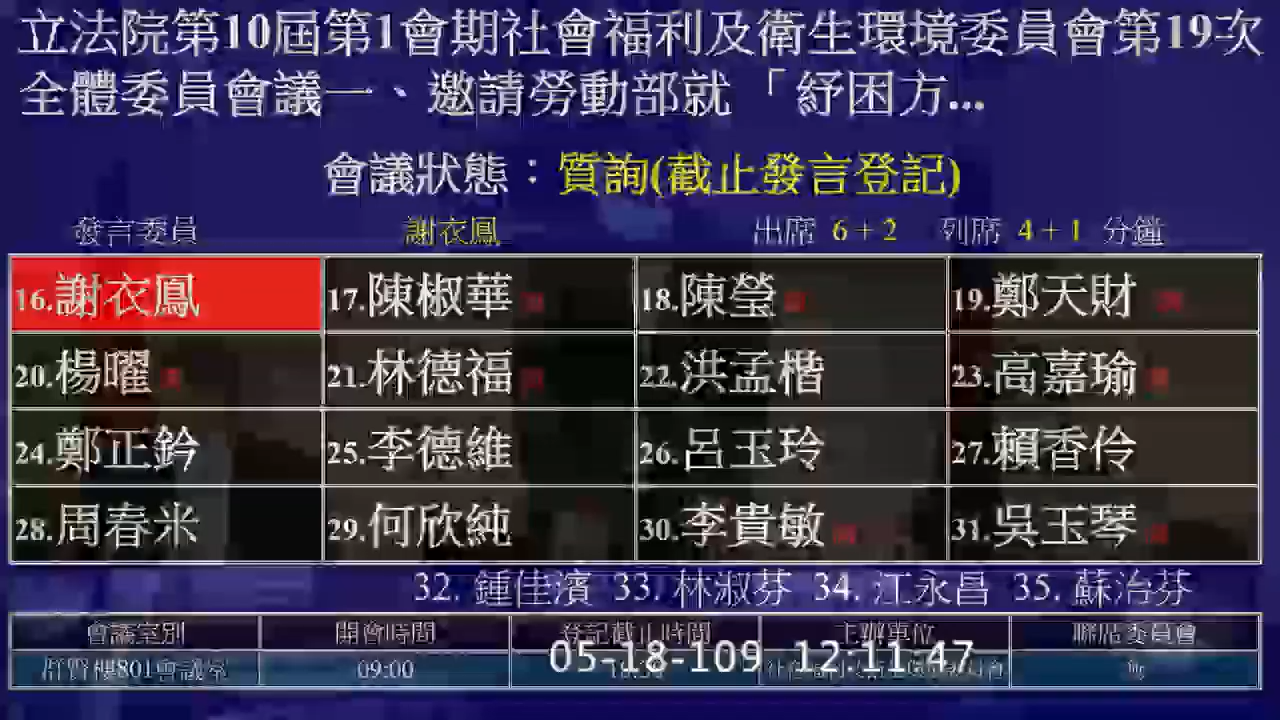 立法院第10屆第1會期社會福利及衛生環境委員會第19次
全體委員會議一、邀請勞動部就「紓困方...
會議狀態：質詢(截止發言登記)
發言委員 謝衣鳳 出席 6+2 列席 4+1 分鐘
16.謝衣鳳 17.陳椒華 18.陳瑩 19.鄭天財
20.楊曜 21.林德福 22.洪孟楷 23.高嘉瑜
24.鄭正鈐 25.李德維 26.呂玉玲 27.賴香伶
28.周春米 29.何欣純 30.李貴敏 31.吳玉琴
32. 鍾佳濱 33. 林淑芬 34. 江永昌 35. 蘇治芬
會議室別 開會時間 登記截止時間 主辦單位 聯席委員會
群賢樓801會議室 09:00
05-18-109 12:11:47